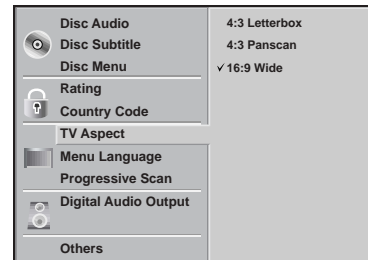 Disc Audio
Disc Subtitle
Disc Menu
Rating
Country Code
TV Aspect
Menu Language
Progressive Scan
Digital Audio Output
Others
4:3 Letterbox
4:3 Panscan
✓ 16:9 Wide